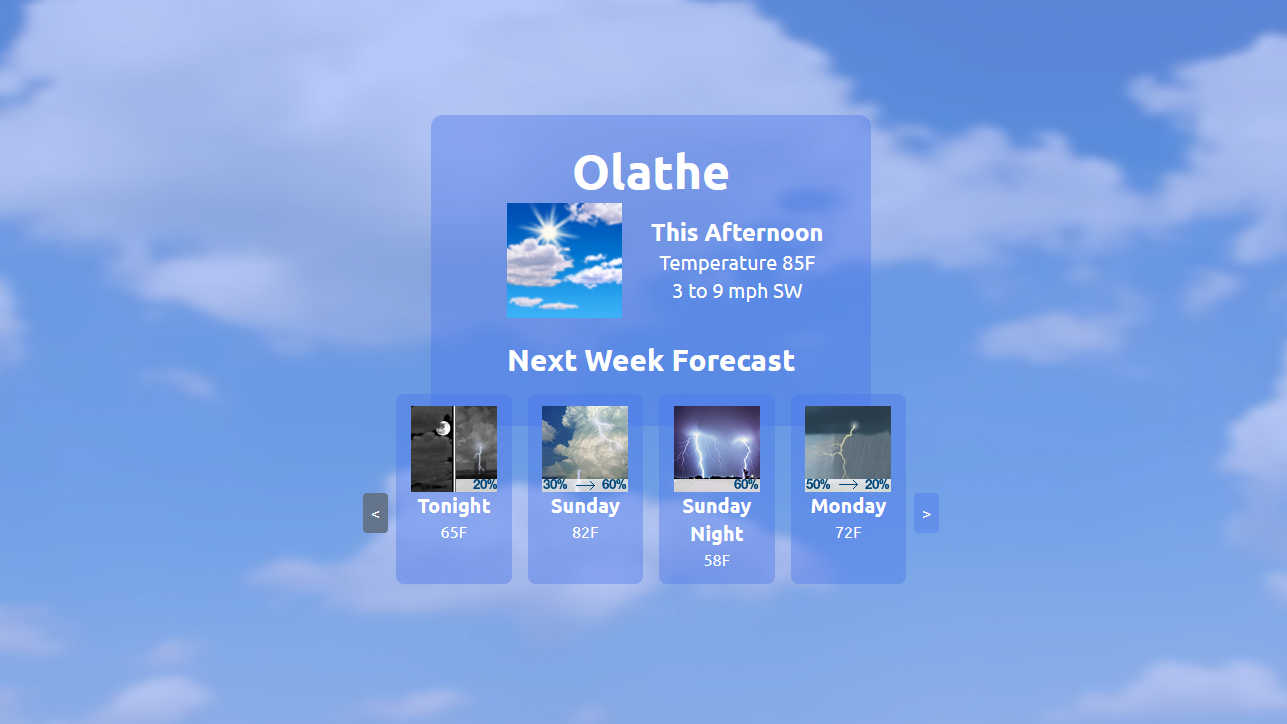 Olathe
This Afternoon
Temperature 85F
3 to 9 mph SW
Next Week Forecast
<
20%
Tonight
65F
30% → 60%
Sunday
82F
60%
Sunday
Night
58F
50% → 20%
Monday
72F
>